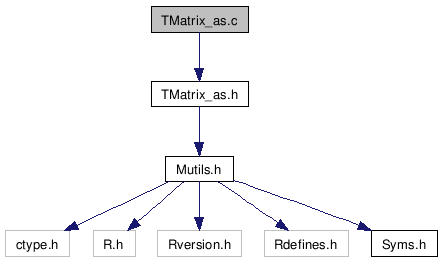 TMatrix_as.c
TMatrix_as.h
Mutils.h
ctype.h
R.h
Rversion.h
Rdefines.h
Syms.h